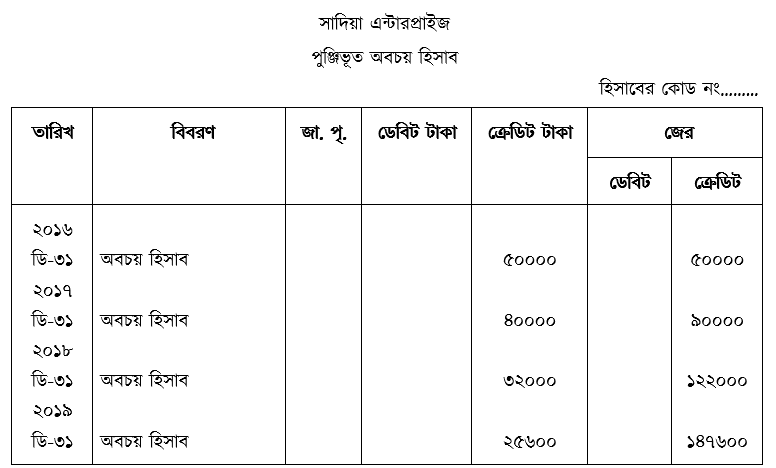 সাদিয়া এন্টারপ্রাইজ
পুঞ্জিভূত অবচয় হিসাব
হিসাবের কোড নং.........
তারিখ বিবরণ জা. পৃ. ডেবিট টাকা ক্রেডিট টাকা জের
ডেবিট ক্রেডিট
২০১৬
ডি-৩১ অবচয় হিসাব ৫০০০০ ৫০০০০
২০১৭
ডি-৩১ অবচয় হিসাব ৪০০০০ ৯০০০০
২০১৮
ডি-৩১ অবচয় হিসাব ৩২০০০ ১২২০০০
২০১৯
ডি-৩১ অবচয় হিসাব ২৫৬০০ ১৪৭৬০০